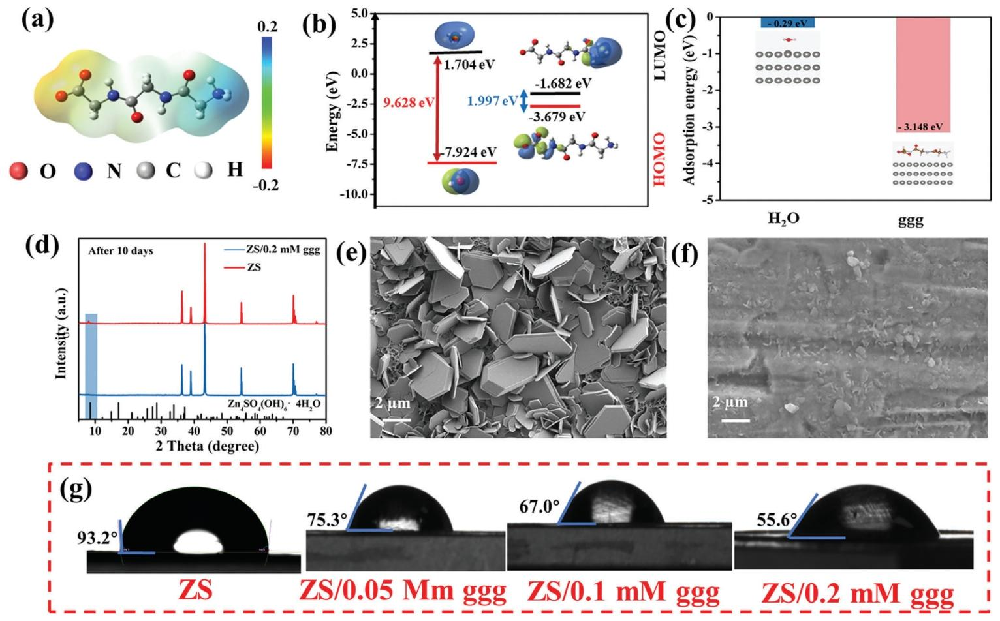 (a)
0.2
-0.2
O N C H
(b)
Energy (eV)
5.0
2.5
0.0
-2.5
-5.0
-7.5
-10.0
1.704 eV
9.628 eV
-7.924 eV
-1.682 eV
1.997 eV
-3.679 eV
LUMO
HOMO
(c)
Adsorption energy (eV)
0
-1
-2
-3
-4
-5
- 0.29 eV
- 3.148 eV
H₂O ggg
(d)
After 10 days
ZS/0.2 mM ggg
ZS
Intensity (a.u.)
Zn₄SO₄(OH)₆· 4H₂O
10 20 30 40 50 60 70 80
2 Theta (degree)
(e)
2 μm
(f)
2 μm
(g)
93.2°
75.3°
67.0°
55.6°
ZS
ZS/0.05 Mm ggg
ZS/0.1 mM ggg
ZS/0.2 mM ggg